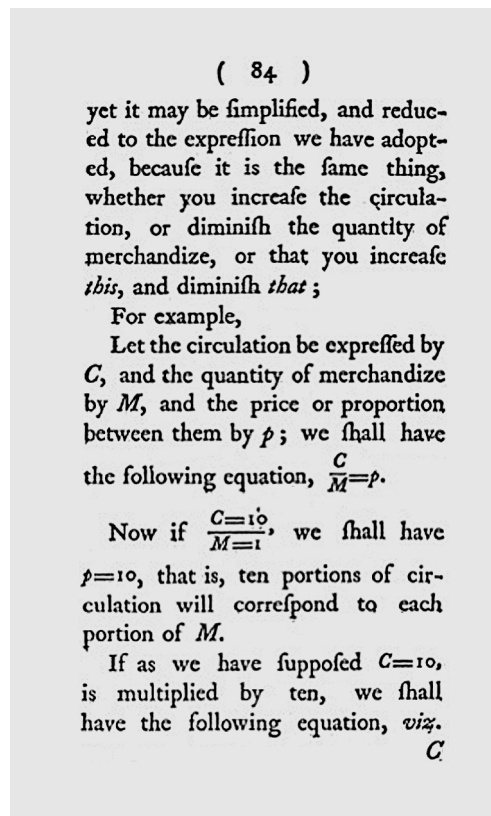 ( 84 )
yet it may be ſimplified, and reduc-
ed to the expreſſion we have adopt-
ed, becauſe it is the ſame thing,
whether you increaſe the circula-
tion, or diminiſh the quantity of
merchandize, or that you increaſe
this, and diminiſh that ;
For example,
Let the circulation be expreſſed by
C, and the quantity of merchandize
by M, and the price or proportion
between them by p ; we ſhall have
the following equation, C/M=p.
Now if C=10/M=1, we ſhall have
p=10, that is, ten portions of cir-
culation will correſpond to each
portion of M.
If as we have ſuppoſed C=10,
is multiplied by ten, we ſhall
have the following equation, viz.
C